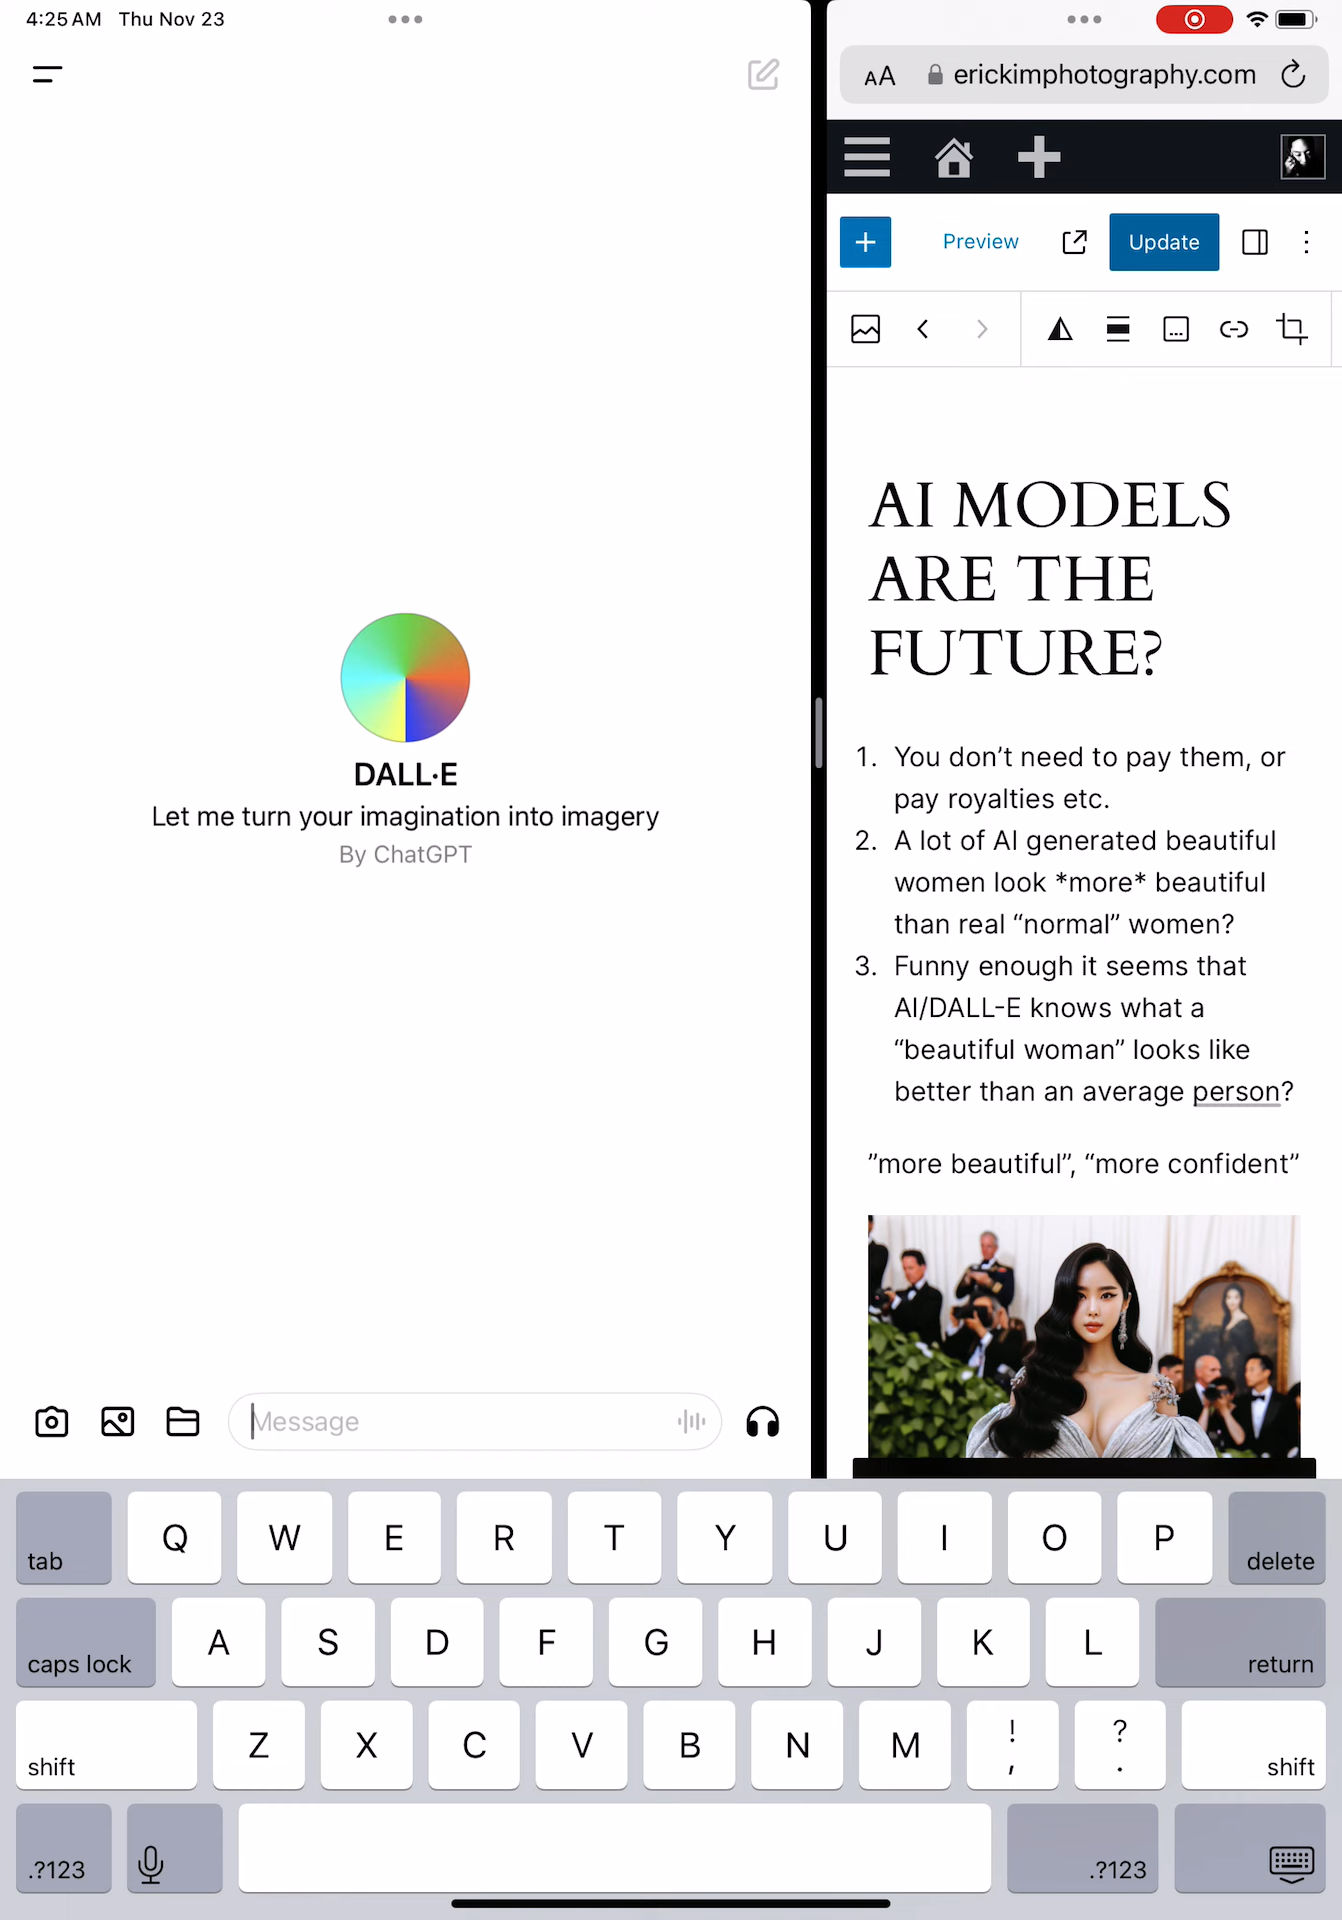 4:25 AM Thu Nov 23
DALL·E
Let me turn your imagination into imagery
By ChatGPT
Message
AA erickimphotography.com
+ Preview Update
AI MODELS
ARE THE
FUTURE?
1. You don’t need to pay them, or
pay royalties etc.
2. A lot of AI generated beautiful
women look *more* beautiful
than real “normal” women?
3. Funny enough it seems that
AI/DALL-E knows what a
“beautiful woman” looks like
better than an average person?
”more beautiful”, “more confident”
tab Q W E R T Y U I O P delete
caps lock A S D F G H J K L return
shift Z X C V B N M ! , ? . shift
.?123 .?123